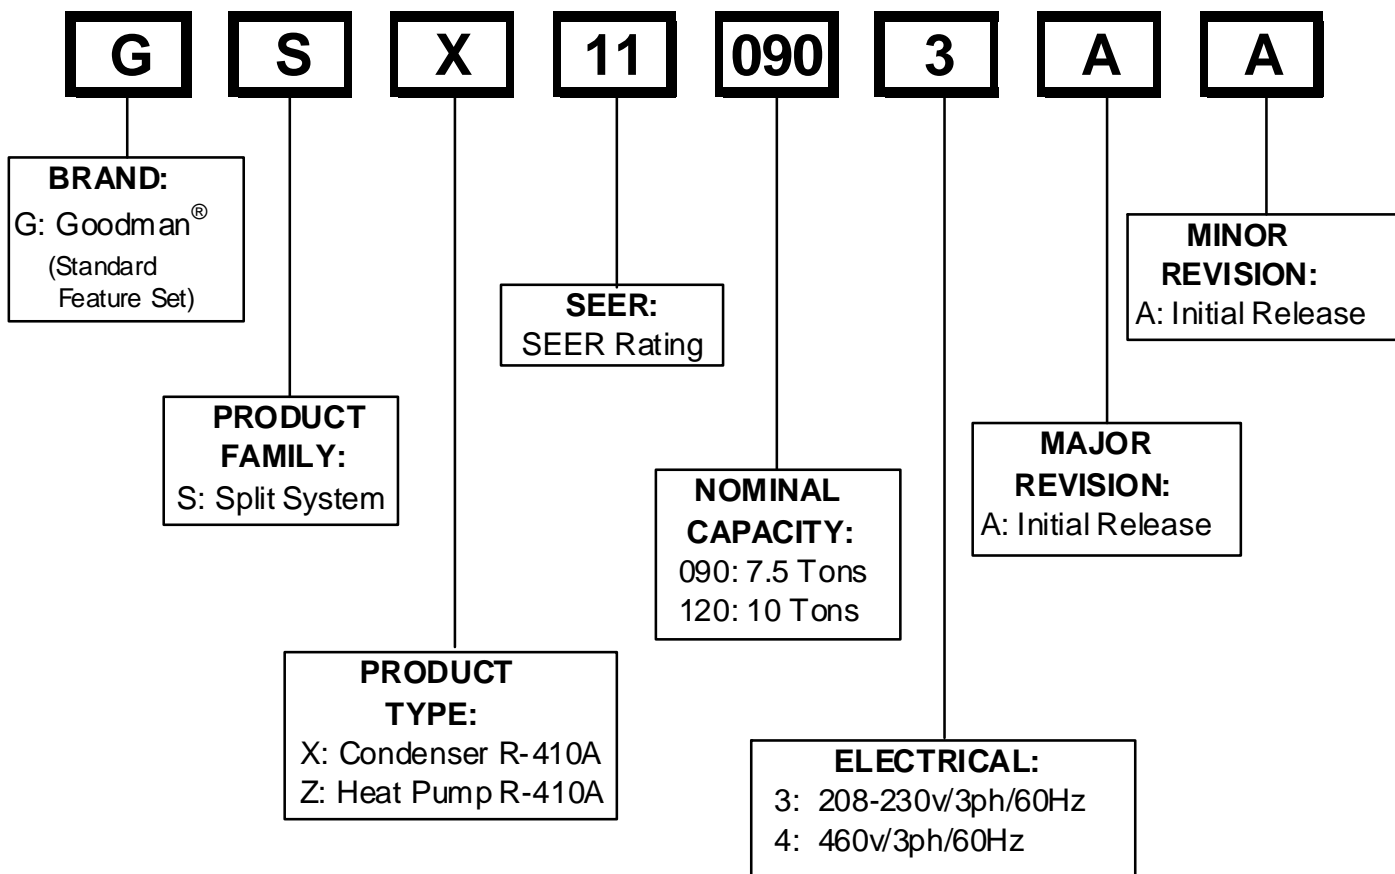 G S X 11 090 3 A A
BRAND:
G: Goodman®
(Standard
Feature Set)
PRODUCT
FAMILY:
S: Split System
PRODUCT
TYPE:
X: Condenser R-410A
Z: Heat Pump R-410A
SEER:
SEER Rating
NOMINAL
CAPACITY:
090: 7.5 Tons
120: 10 Tons
ELECTRICAL:
3: 208-230v/3ph/60Hz
4: 460v/3ph/60Hz
MAJOR
REVISION:
A: Initial Release
MINOR
REVISION:
A: Initial Release